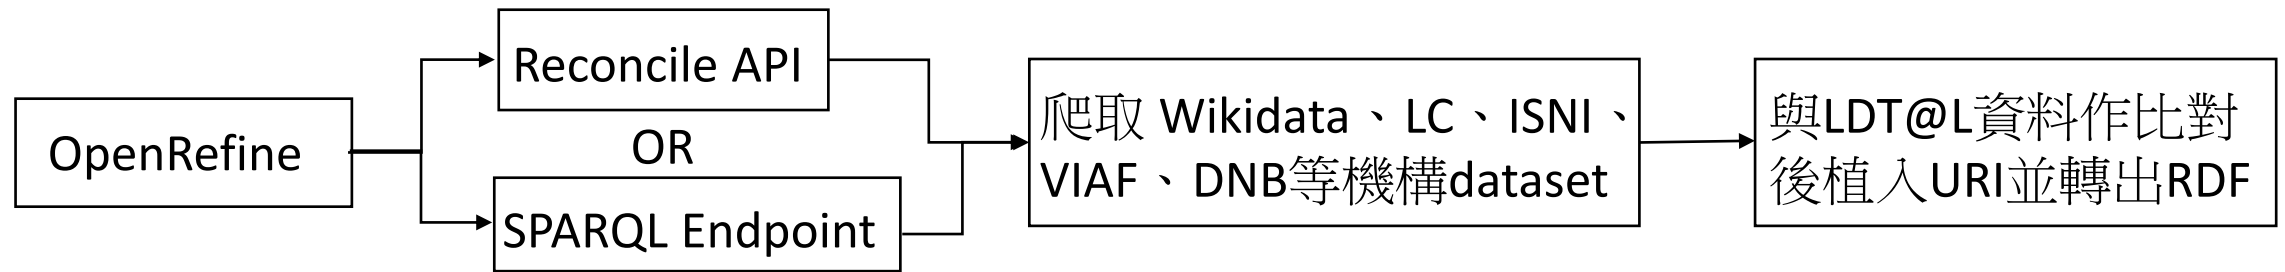 OpenRefine
Reconcile API
OR
SPARQL Endpoint
爬取 Wikidata、LC、ISNI、
VIAF、DNB等機構dataset
與LDT@L資料作比對
後植入URI並轉出RDF